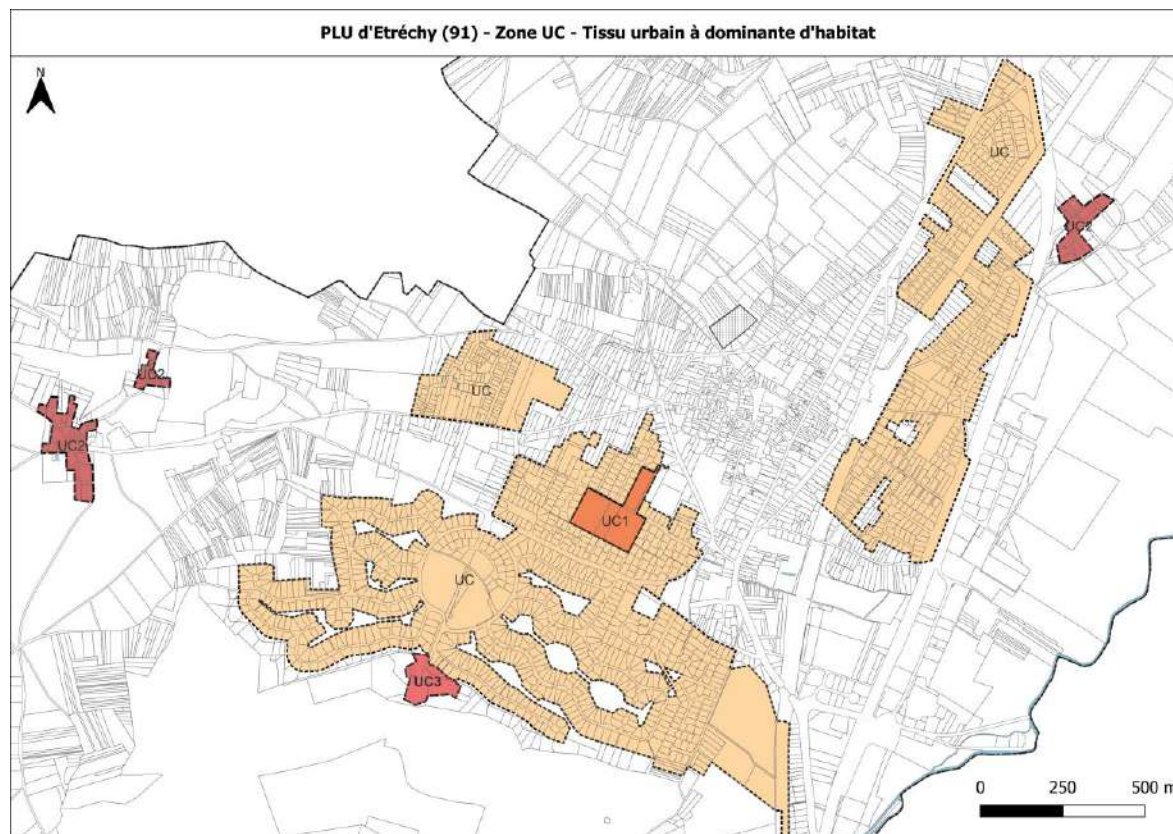 PLU d'Etréchy (91) - Zone UC - Tissu urbain à dominante d'habitat
N
UC
UC2
UC2
UC
UC2
UC1
UC
UC3
0 250 500 m